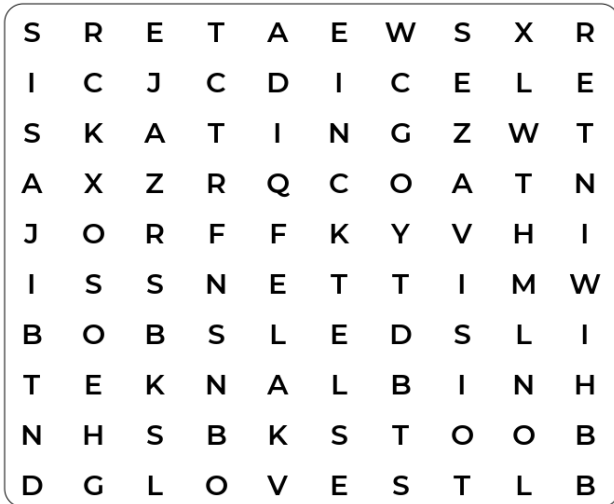 S R E T A E W S X R
I C J C D I C E L E
S K A T I N G Z W T
A X Z R Q C O A T N
J O R F F K Y V H I
I S S N E T T I M W
B O B S L E D S L I
T E K N A L B I N H
N H S B K S T O O B
D G L O V E S T L B